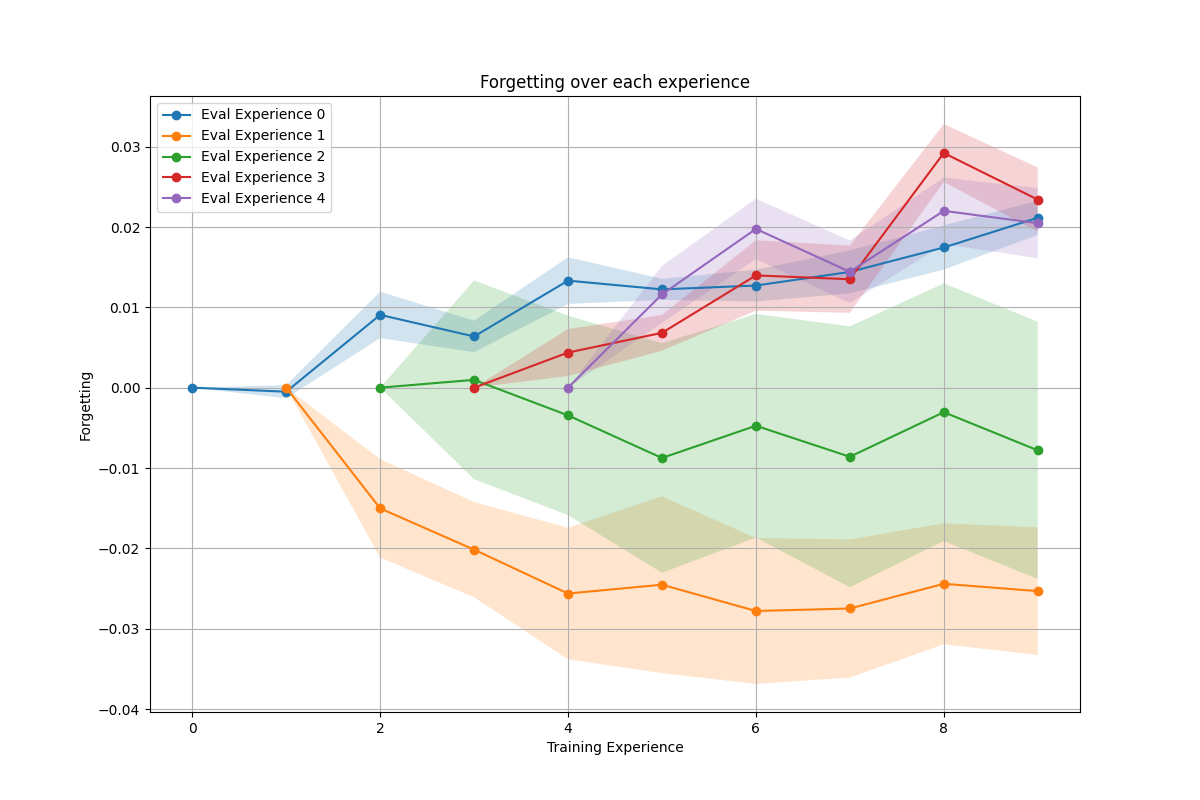 Forgetting over each experience
Eval Experience 0
Eval Experience 1
Eval Experience 2
Eval Experience 3
Eval Experience 4
0.03
0.02
0.01
0.00
−0.01
−0.02
−0.03
−0.04
Forgetting
0 2 4 6 8
Training Experience